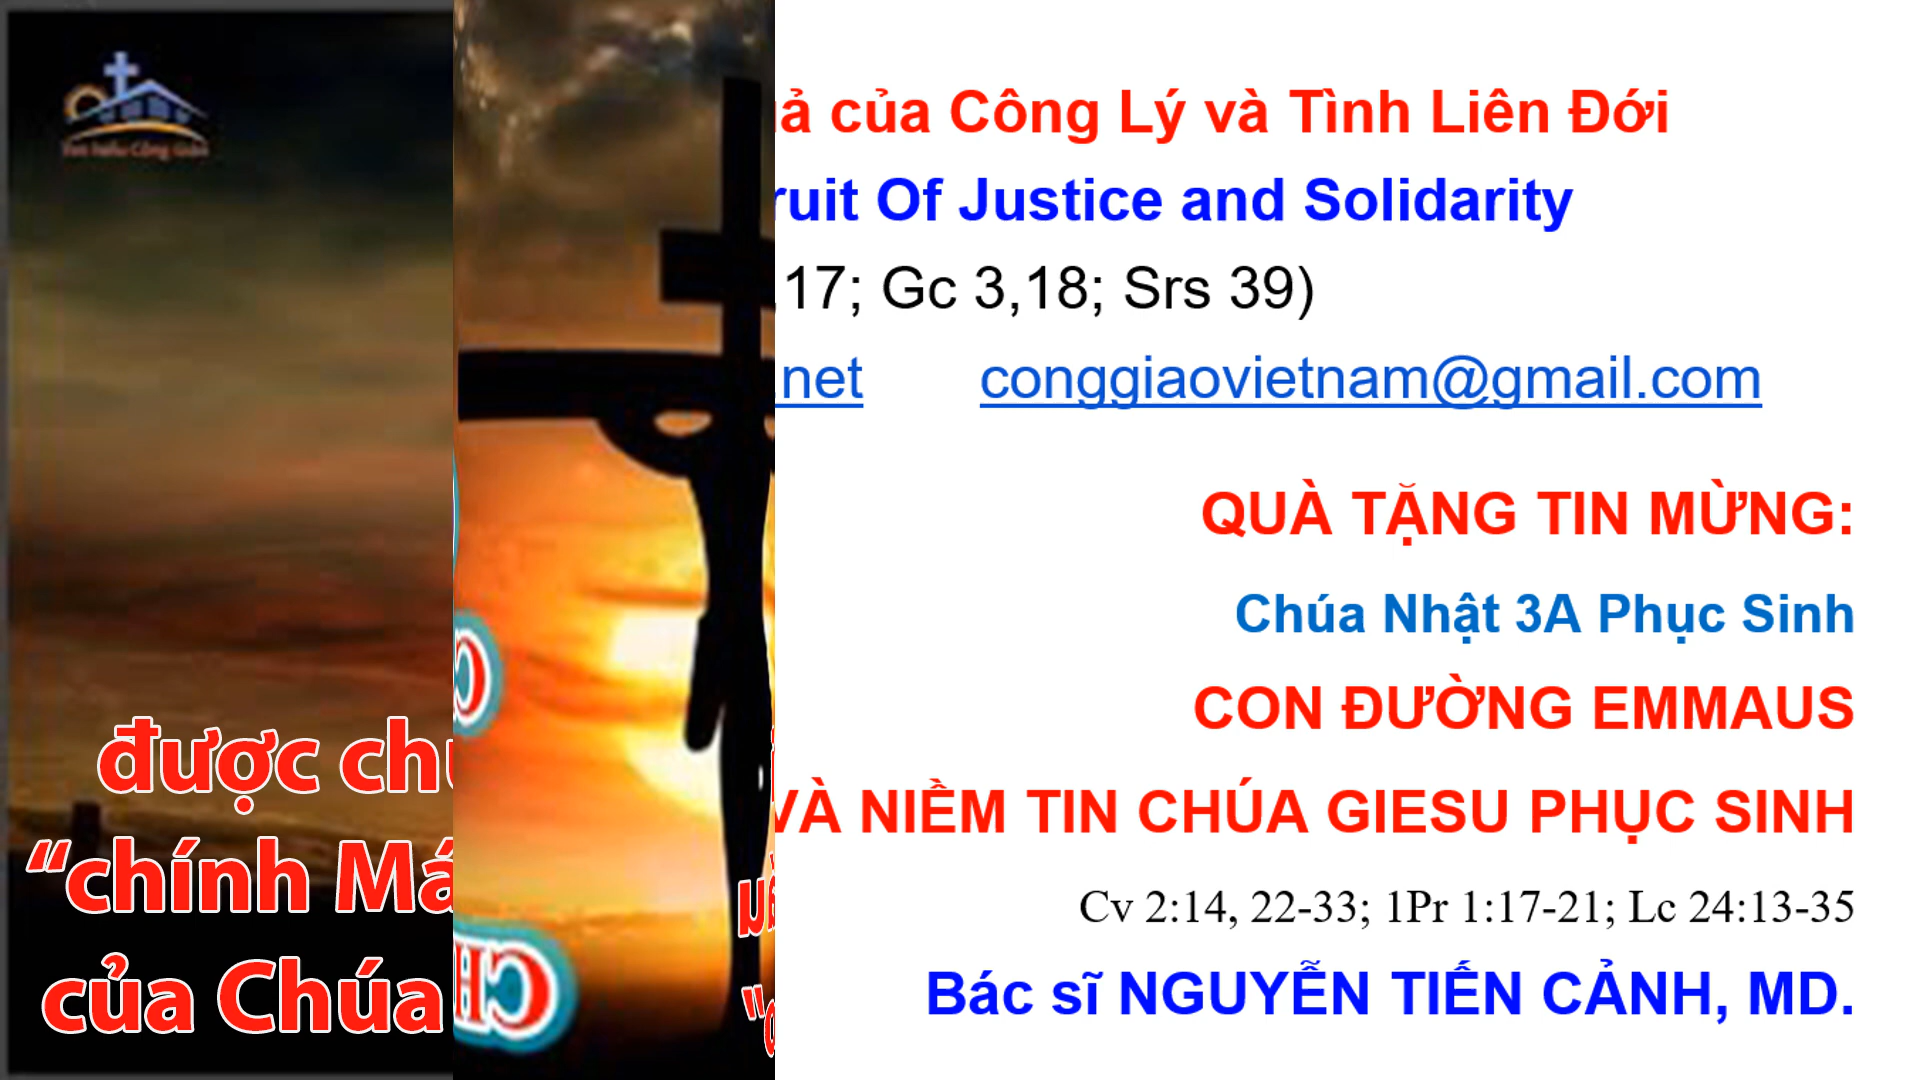 của Công Lý và Tình Liên Đới
Of Justice and Solidarity
17; Gc 3,18; Srs 39)
net conggiaovietnam@gmail.com
QUÀ TẶNG TIN MỪNG:
Chúa Nhật 3A Phục Sinh
CON ĐƯỜNG EMMAUS
VÀ NIỀM TIN CHÚA GIESU PHỤC SINH
Cv 2:14, 22-33; 1Pr 1:17-21; Lc 24:13-35
Bác sĩ NGUYỄN TIẾN CẢNH, MD.
được
“chính
của Chúa